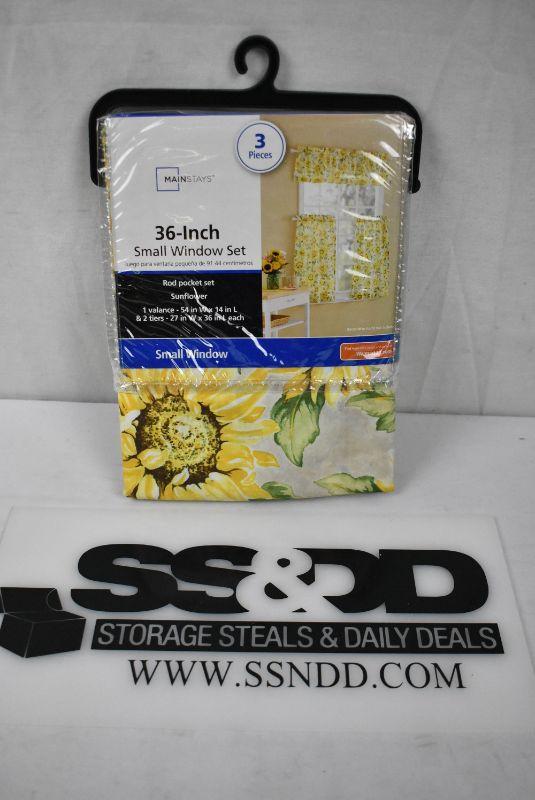 3
Pieces
MAINSTAYS
36-Inch
Small Window Set
Juego para ventana pequeña de 91.44 centímetros
Rod pocket set
Sunflower
1 valance - 54 in W x 14 in L
& 2 tiers - 27 in W x 36 in L each
Small Window
SS&DD
STORAGE STEALS & DAILY DEALS
WWW.SSNDD.COM